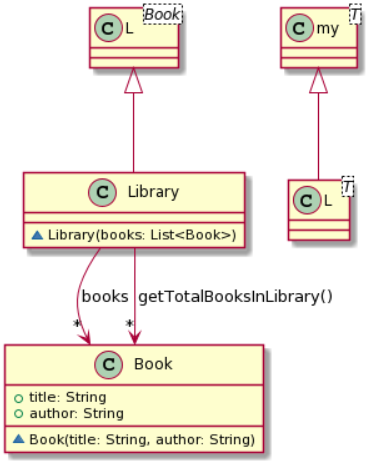 C L Book
C my T
C Library
Library(books: List<Book>)
C L T
books getTotalBooksInLibrary()
* *
C Book
title: String
author: String
Book(title: String, author: String)